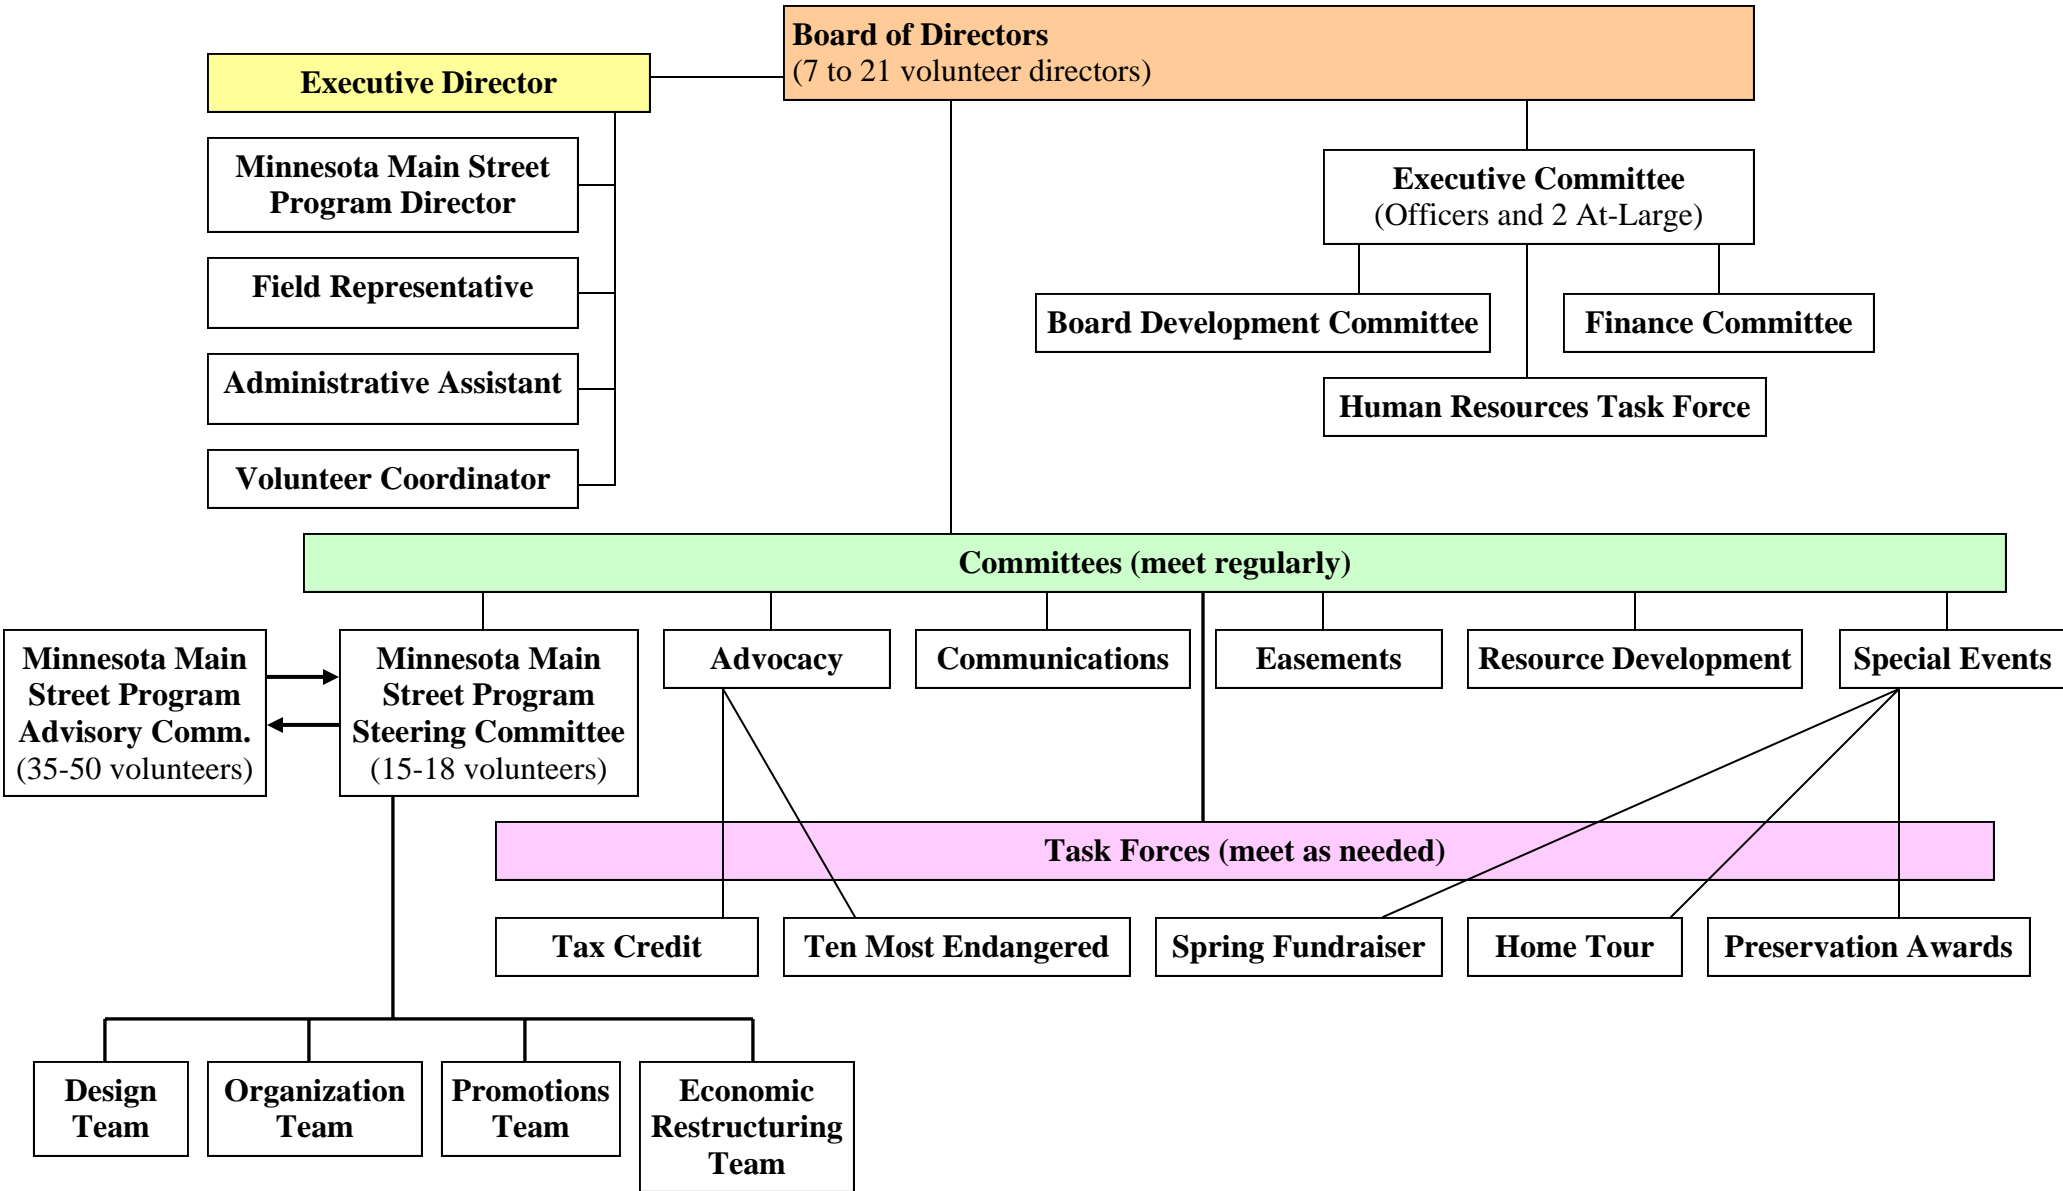 Board of Directors
(7 to 21 volunteer directors)
Executive Director
Minnesota Main Street
Program Director
Field Representative
Administrative Assistant
Volunteer Coordinator
Executive Committee
(Officers and 2 At-Large)
Board Development Committee
Finance Committee
Human Resources Task Force
Committees (meet regularly)
Minnesota Main
Street Program
Advisory Comm.
(35-50 volunteers)
Minnesota Main
Street Program
Steering Committee
(15-18 volunteers)
Advocacy
Communications
Easements
Resource Development
Special Events
Task Forces (meet as needed)
Tax Credit
Ten Most Endangered
Spring Fundraiser
Home Tour
Preservation Awards
Design
Team
Organization
Team
Promotions
Team
Economic
Restructuring
Team